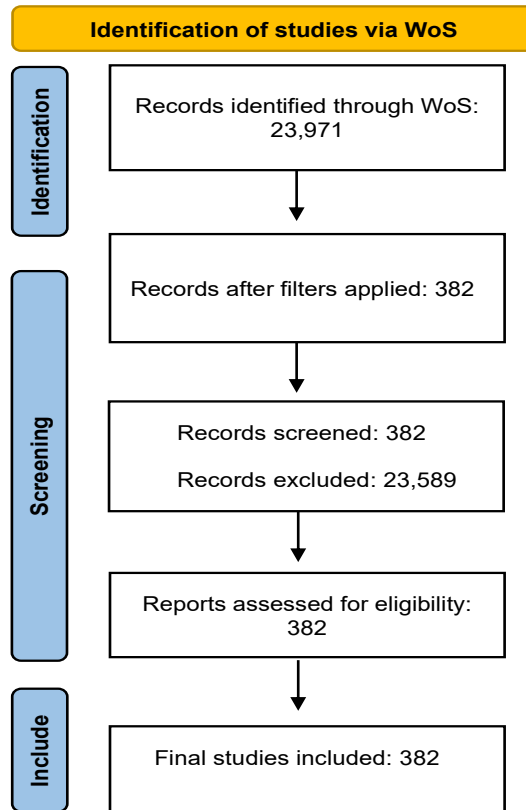 Identification of studies via WoS
Identification
Records identified through WoS:
23,971
Records after filters applied: 382
Screening
Records screened: 382
Records excluded: 23,589
Reports assessed for eligibility:
382
Include
Final studies included: 382